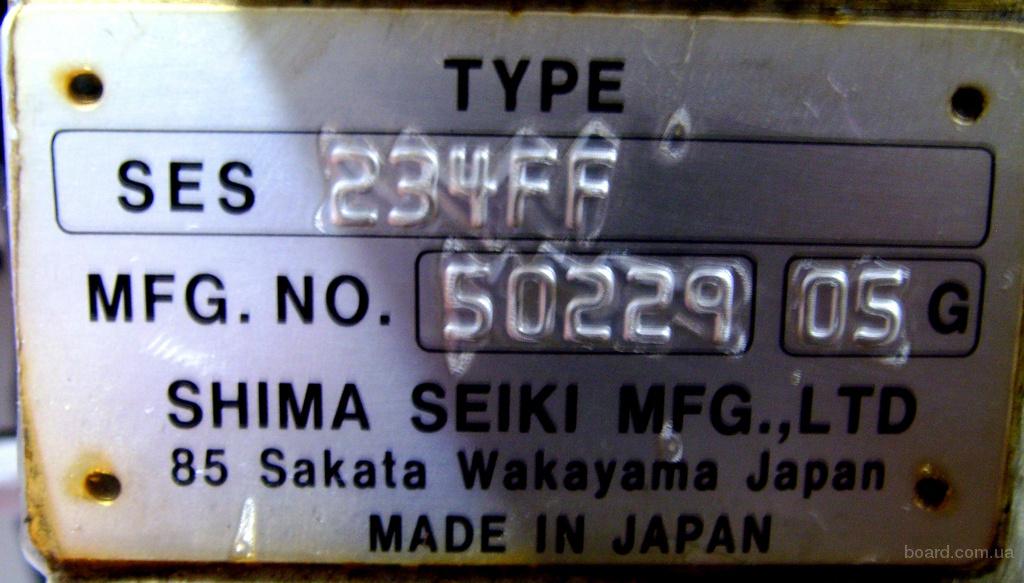 TYPE
SES 234FF
MFG. NO. 50229 05 G
SHIMA SEIKI MFG.,LTD
85 Sakata Wakayama Japan
MADE IN JAPAN
board.com.ua